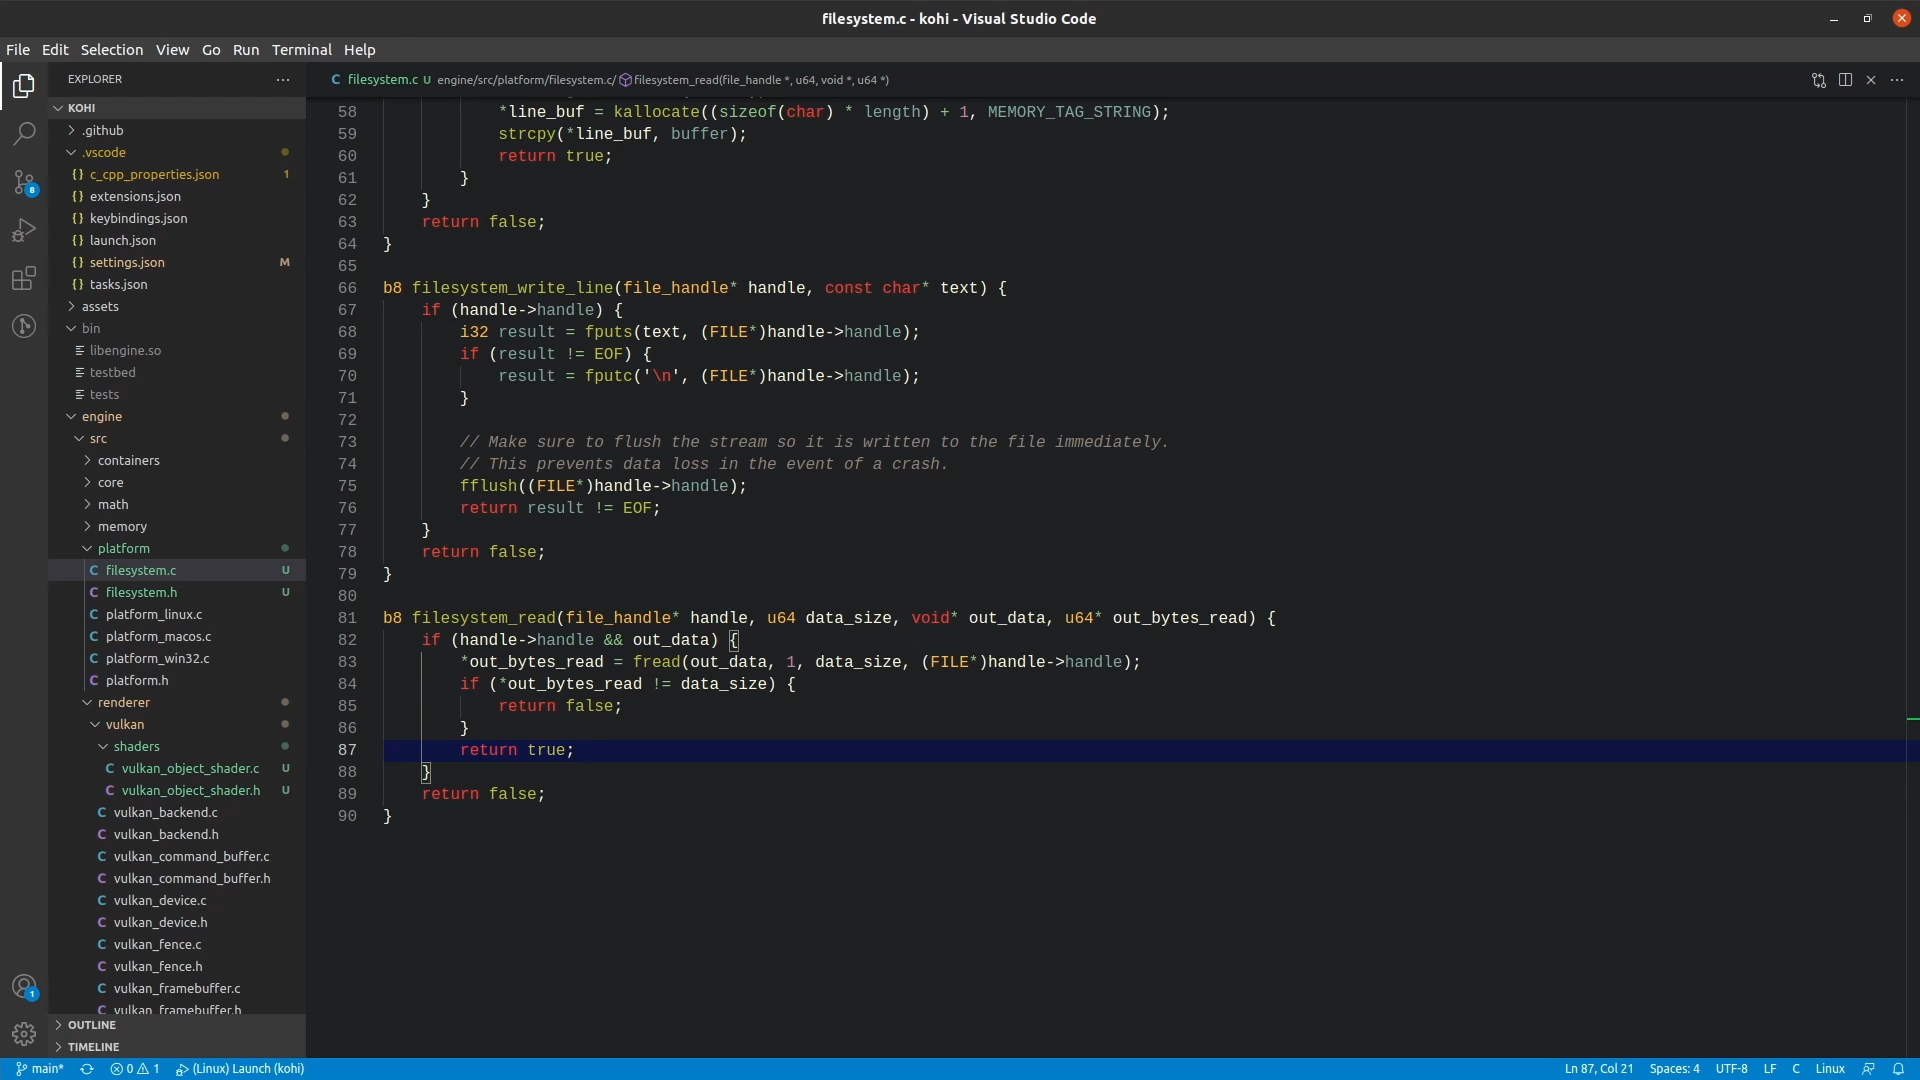 filesystem.c - kohi - Visual Studio Code
File Edit Selection View Go Run Terminal Help
EXPLORER
KOHI
.github
.vscode
{} c_cpp_properties.json 1
{} extensions.json
{} keybindings.json
{} launch.json
{} settings.json M
{} tasks.json
assets
bin
libengine.so
testbed
tests
engine
src
containers
core
math
memory
platform
C filesystem.c U
C filesystem.h U
C platform_linux.c
C platform_macos.c
C platform_win32.c
C platform.h
renderer
vulkan
shaders
C vulkan_object_shader.c U
C vulkan_object_shader.h U
C vulkan_backend.c
C vulkan_backend.h
C vulkan_command_buffer.c
C vulkan_command_buffer.h
C vulkan_device.c
C vulkan_device.h
C vulkan_fence.c
C vulkan_fence.h
C vulkan_framebuffer.c
C vulkan_framebuffer.h
OUTLINE
TIMELINE
8
1
C filesystem.c U engine/src/platform/filesystem.c/ filesystem_read(file_handle *, u64, void *, u64 *)
58 *line_buf = kallocate((sizeof(char) * length) + 1, MEMORY_TAG_STRING);
59 strcpy(*line_buf, buffer);
60 return true;
61 }
62 }
63 return false;
64 }
65
66 b8 filesystem_write_line(file_handle* handle, const char* text) {
67 if (handle->handle) {
68 i32 result = fputs(text, (FILE*)handle->handle);
69 if (result != EOF) {
70 result = fputc('\n', (FILE*)handle->handle);
71 }
72
73 // Make sure to flush the stream so it is written to the file immediately.
74 // This prevents data loss in the event of a crash.
75 fflush((FILE*)handle->handle);
76 return result != EOF;
77 }
78 return false;
79 }
80
81 b8 filesystem_read(file_handle* handle, u64 data_size, void* out_data, u64* out_bytes_read) {
82 if (handle->handle && out_data) {
83 *out_bytes_read = fread(out_data, 1, data_size, (FILE*)handle->handle);
84 if (*out_bytes_read != data_size) {
85 return false;
86 }
87 return true;
88 }
89 return false;
90 }
main* 0 1 (Linux) Launch (kohi) Ln 87, Col 21 Spaces: 4 UTF-8 LF C Linux